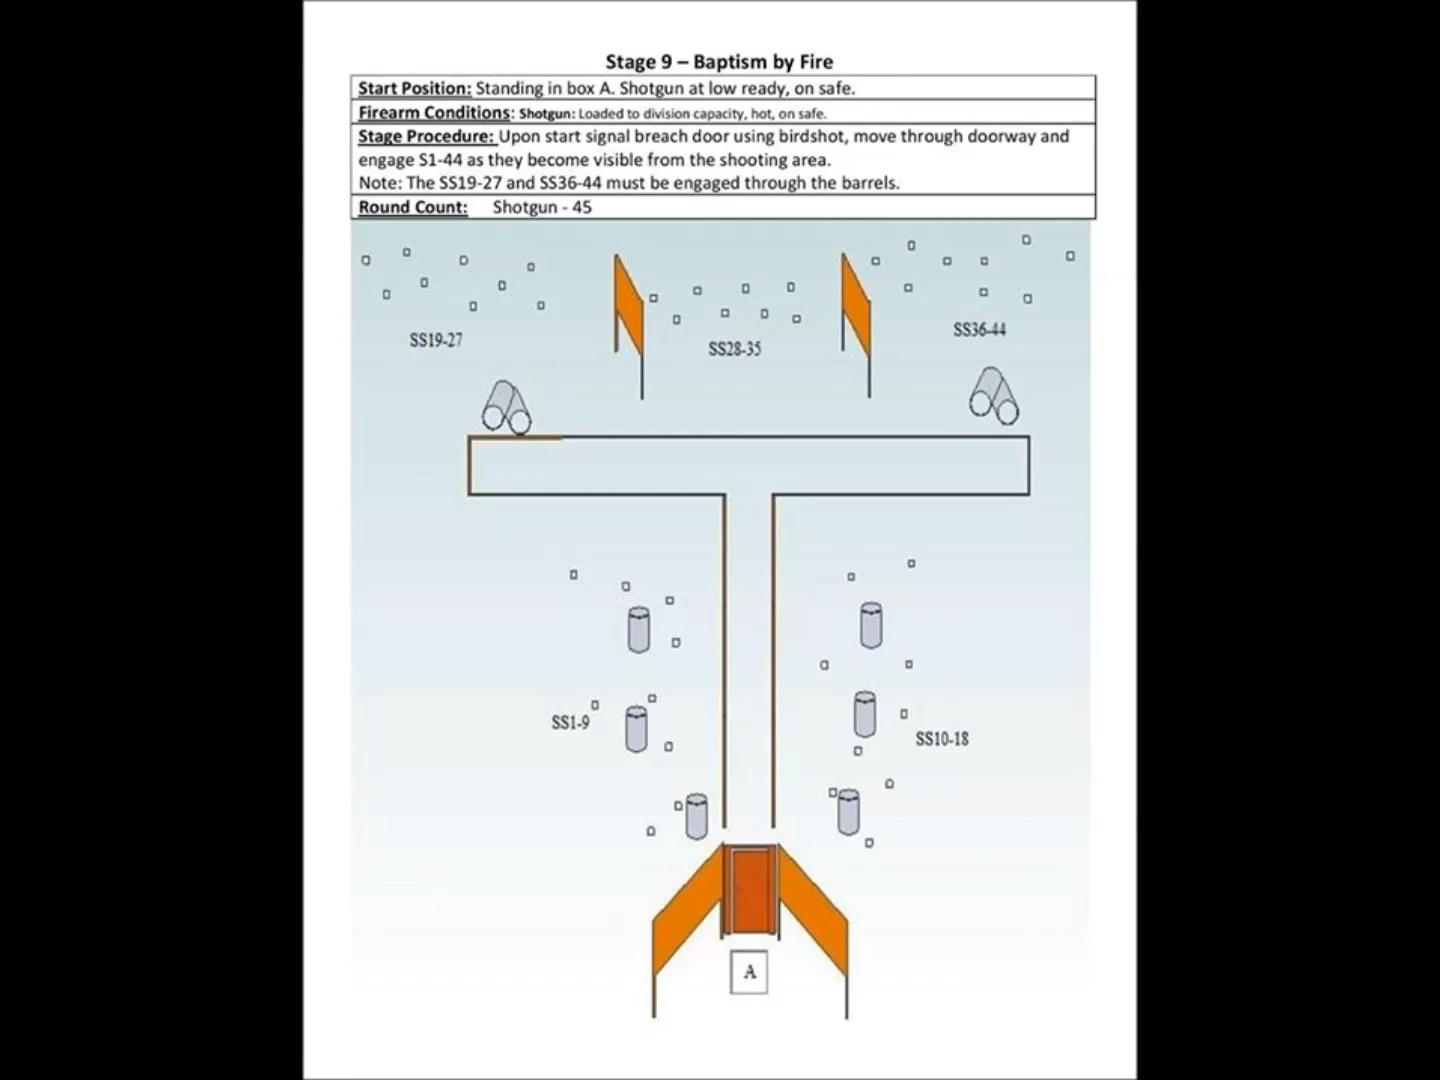 Stage 9 – Baptism by Fire
Start Position: Standing in box A. Shotgun at low ready, on safe.
Firearm Conditions: Shotgun: Loaded to division capacity, hot, on safe.
Stage Procedure: Upon start signal breach door using birdshot, move through doorway and
engage S1-44 as they become visible from the shooting area.
Note: The SS19-27 and SS36-44 must be engaged through the barrels.
Round Count: Shotgun - 45
SS19-27
SS28-35
SS36-44
SS1-9
SS10-18
A